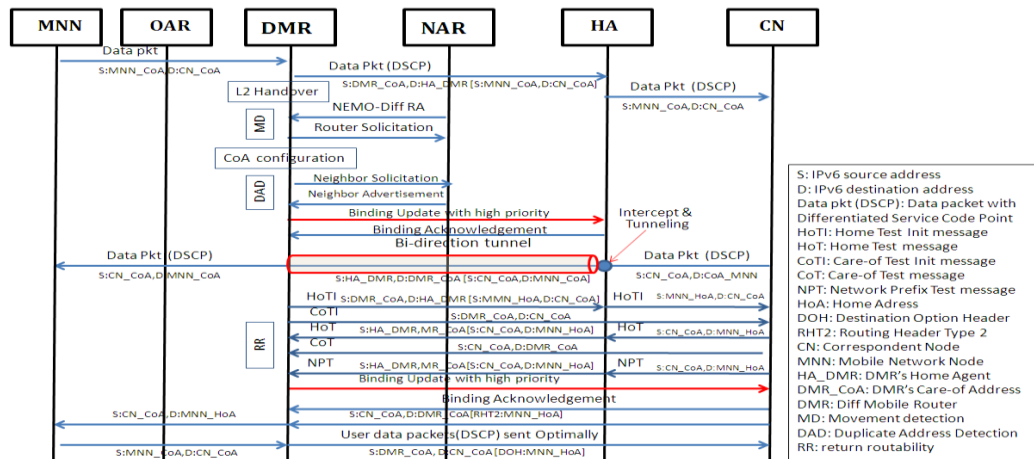 MNN OAR DMR NAR HA CN
Data pkt
S:MNN_CoA,D:CN_CoA
Data Pkt (DSCP)
S:DMR_CoA,D:HA_DMR [S:MNN_CoA,D:CN_CoA]
L2 Handover
Data Pkt (DSCP)
S:MNN_CoA,D:CN_CoA
NEMO-Diff RA
MD
Router Solicitation
CoA configuration
Neighbor Solicitation
DAD
Neighbor Advertisement
Binding Update with high priority
Intercept &
Tunneling
Binding Acknowledgement
Bi-direction tunnel
Data Pkt (DSCP)
S:CN_CoA,D:MNN_CoA
Data Pkt (DSCP)
S:CN_CoA,D:CoA_MNN
S:HA_DMR,D:DMR_CoA [S:CN_CoA,D:MNN_CoA]
HoTI
S:DMR_CoA,D:HA_DMR [S:MMN_HoA,D:CN_CoA]
HoTI
S:MNN_HoA,D:CN_CoA
CoTI
S:DMR_CoA,D:CN_CoA
HoT
S:HA_DMR,MR_CoA[S:CN_CoA,D:MNN_HoA]
HoT
S:CN_CoA,D:MNN_HoA
RR
CoT
S:CN_CoA,D:DMR_CoA
NPT
S:HA_DMR,MR_CoA[S:CN_CoA,D:MNN_HoA]
NPT
S:CN_CoA,D:MNN_HoA
Binding Update with high priority
Binding Acknowledgement
S:CN_CoA,D:MNN_HoA
S:CN_CoA,D:DMR_CoA[RHT2:MNN_HoA]
User data packets(DSCP) sent Optimally
S:MNN_CoA,D:CN_CoA
S:DMR_CoA, D:CN_CoA [DOH:MNN_HoA]
S: IPv6 source address
D: IPv6 destination address
Data pkt (DSCP): Data packet with
Differentiated Service Code Point
HoTI: Home Test Init message
HoT: Home Test message
CoTI: Care-of Test Init message
CoT: Care-of Test message
NPT: Network Prefix Test message
HoA: Home Adress
DOH: Destination Option Header
RHT2: Routing Header Type 2
CN: Correspondent Node
MNN: Mobile Network Node
HA_DMR: DMR's Home Agent
DMR_CoA: DMR's Care-of Address
DMR: Diff Mobile Router
MD: Movement detection
DAD: Duplicate Address Detection
RR: return routability